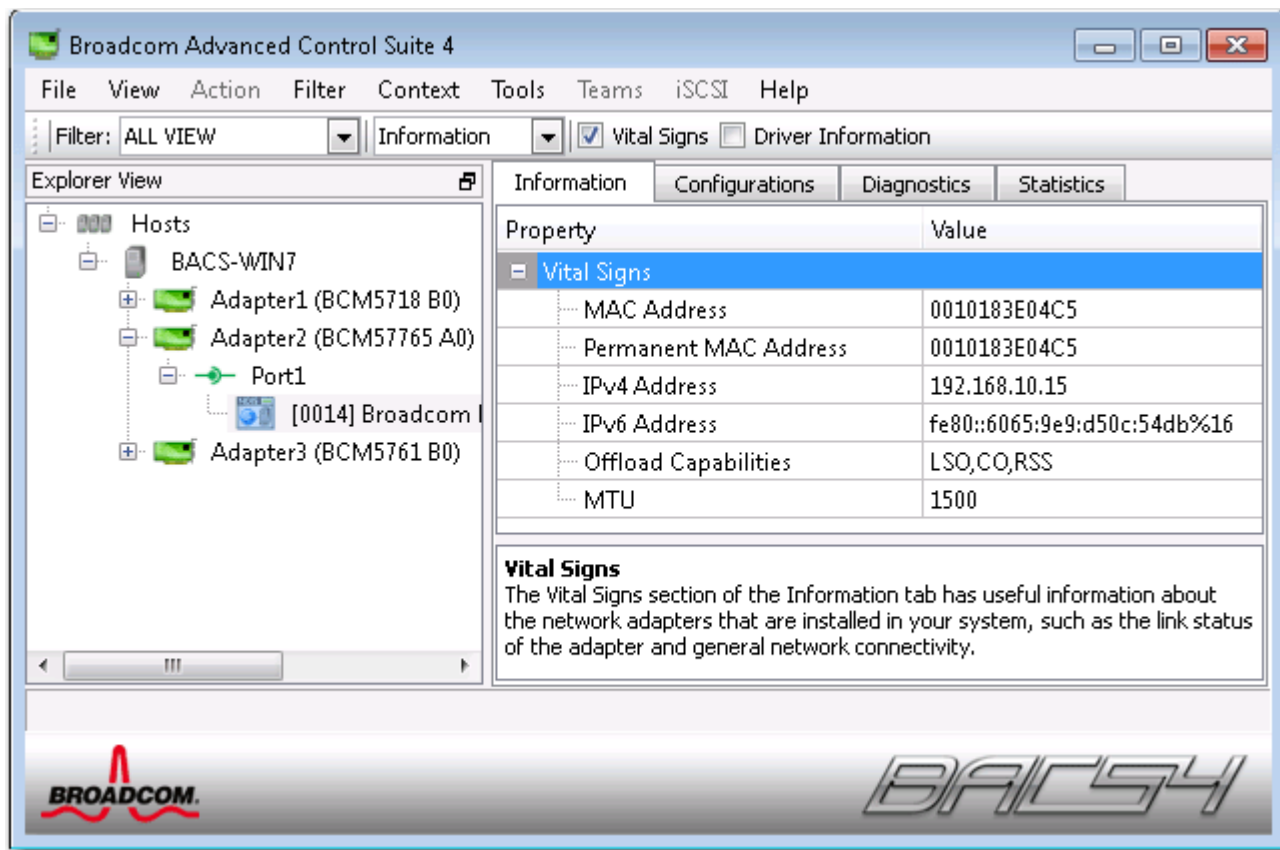 Broadcom Advanced Control Suite 4
File View Action Filter Context Tools Teams iSCSI Help
Filter: ALL VIEW Information Vital Signs Driver Information
Explorer View
Hosts
BACS-WIN7
Adapter1 (BCM5718 B0)
Adapter2 (BCM57765 A0)
Port1
[0014] Broadcom
Adapter3 (BCM5761 B0)
Information Configurations Diagnostics Statistics
Property Value
Vital Signs
MAC Address 0010183E04C5
Permanent MAC Address 0010183E04C5
IPv4 Address 192.168.10.15
IPv6 Address fe80::6065:9e9:d50c:54db%16
Offload Capabilities LSO,CO,RSS
MTU 1500
Vital Signs
The Vital Signs section of the Information tab has useful information about
the network adapters that are installed in your system, such as the link status
of the adapter and general network connectivity.
BROADCOM.
BACS4